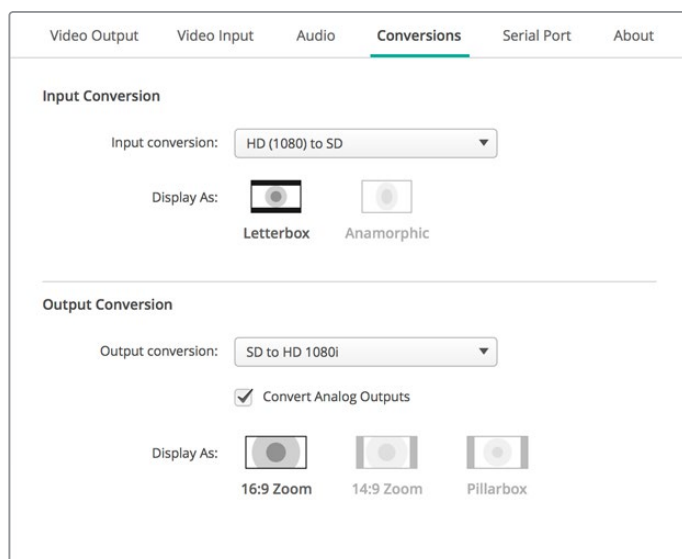 Video Output Video Input Audio Conversions Serial Port About
Input Conversion
Input conversion: HD (1080) to SD
Display As:
Letterbox Anamorphic
Output Conversion
Output conversion: SD to HD 1080i
Convert Analog Outputs
Display As:
16:9 Zoom 14:9 Zoom Pillarbox